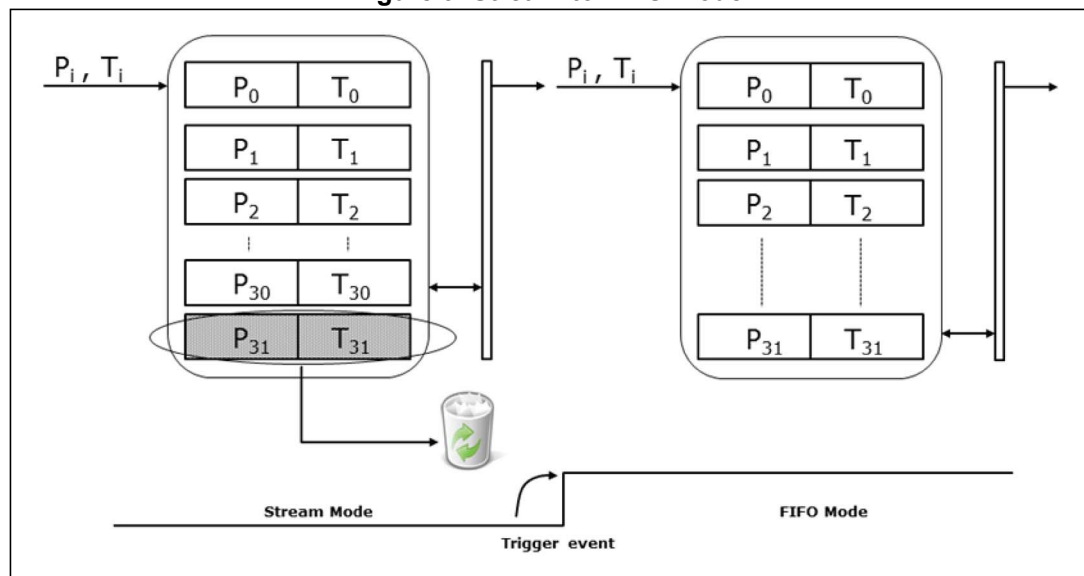 Pi , Ti
P0 T0
P1 T1
P2 T2
P30 T30
P31 T31
Pi , Ti
P0 T0
P1 T1
P2 T2
P31 T31
Stream Mode
Trigger event
FIFO Mode